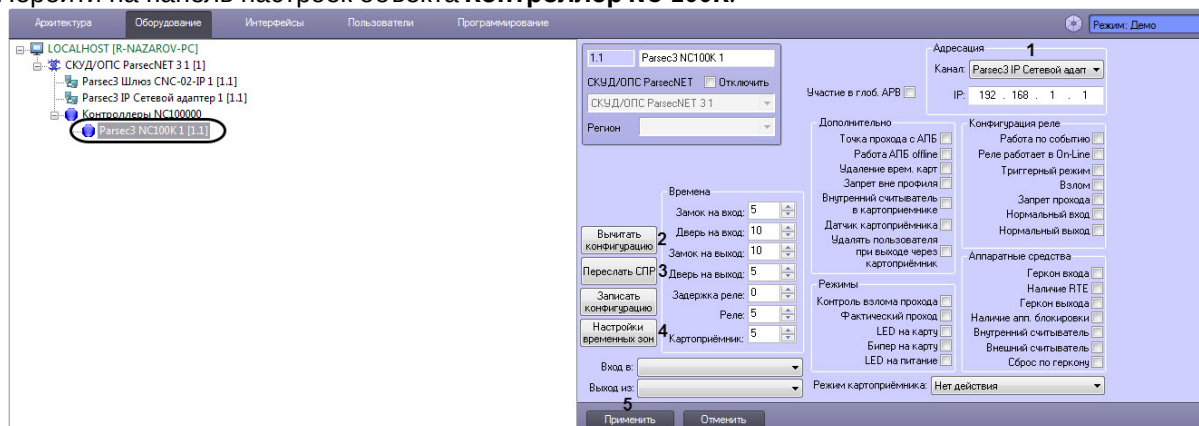 Перейти на панель настроек объекта Контроллер NC-100K.
Архитектура Оборудование Интерфейсы Пользователи Программирование Режим: Демо
LOCALHOST [R-NAZAROV-PC]
СКУД/ОПС ParsecNET 3 1 [1]
Parsec3 Шлюз CNC-02-IP 1 [1.1]
Parsec3 IP Сетевой адаптер 1 [1.1]
Контроллеры NC100000
Parsec3 NC100K 1 [1.1]
1.1 Parsec3 NC100K 1
СКУД/ОПС ParsecNET Отключить
СКУД/ОПС ParsecNET 3 1
Регион
Участие в глоб. АРВ
Адресация 1
Канал: Parsec3 IP Сетевой адапт
IP: 192 . 168 . 1 . 1
Вычитать конфигурацию 2
Переслать СПР 3
Записать конфигурацию
Настройки временных зон 4
Времена
Замок на вход: 5
Дверь на вход: 10
Замок на выход: 10
Дверь на выход: 5
Задержка реле: 0
Реле: 5
Картоприёмник: 5
Вход в:
Выход из:
Дополнительно
Точка прохода с АПБ
Работа АПБ offline
Удаление врем. карт
Запрет вне профиля
Внутренний считыватель
в картоприемнике
Датчик картоприёмника
Удалять пользователя
при выходе через
картоприёмник
Режимы
Контроль взлома прохода
Фактический проход
LED на карту
Бипер на карту
LED на питание
Конфигурация реле
Работа по событию
Реле работает в On-Line
Триггерный режим
Взлом
Запрет прохода
Нормальный вход
Нормальный выход
Аппаратные средства
Геркон входа
Наличие RTE
Геркон выхода
Наличие апп. блокировки
Внутренний считыватель
Внешний считыватель
Сброс по геркону
Режим картоприёмника: Нет действия
5
Применить Отменить